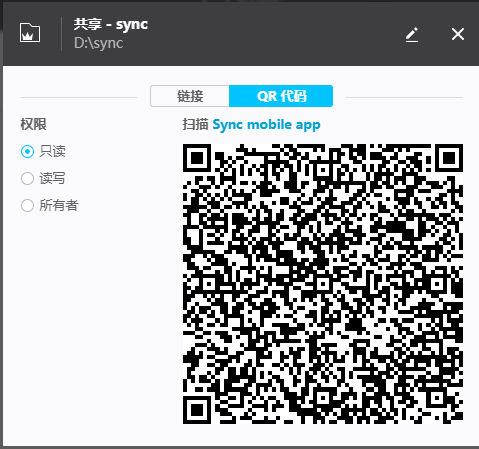 共享 - sync
D:\sync
链接
QR 代码
权限
扫描 Sync mobile app
只读
读写
所有者